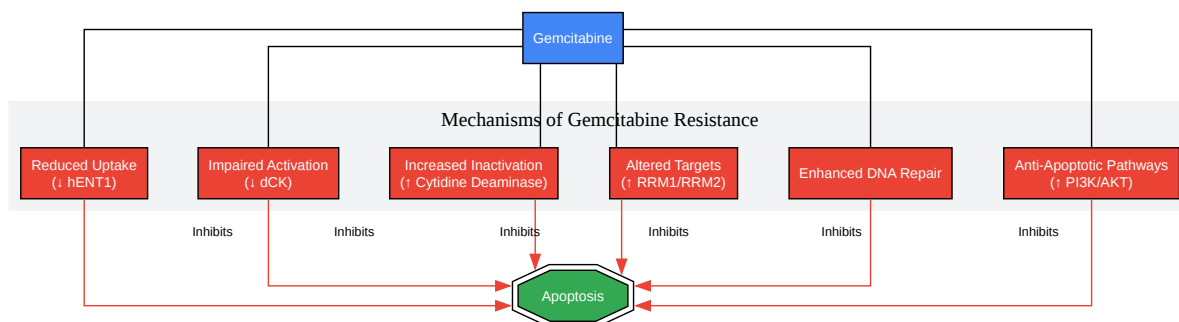 Gemcitabine
Mechanisms of Gemcitabine Resistance
Reduced Uptake
(↓ hENT1)
Impaired Activation
(↓ dCK)
Increased Inactivation
(↑ Cytidine Deaminase)
Altered Targets
(↑ RRM1/RRM2)
Enhanced DNA Repair
Anti-Apoptotic Pathways
(↑ PI3K/AKT)
Inhibits
Inhibits
Inhibits
Inhibits
Inhibits
Inhibits
Apoptosis